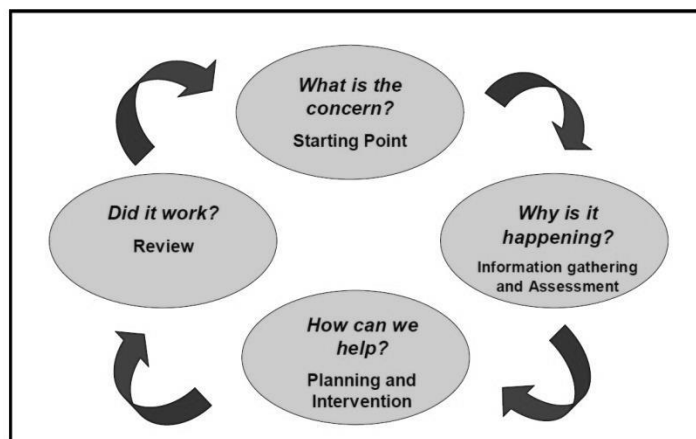 What is the
concern?
Starting Point
Why is it
happening?
Information gathering
and Assessment
How can we
help?
Planning and
Intervention
Did it work?
Review